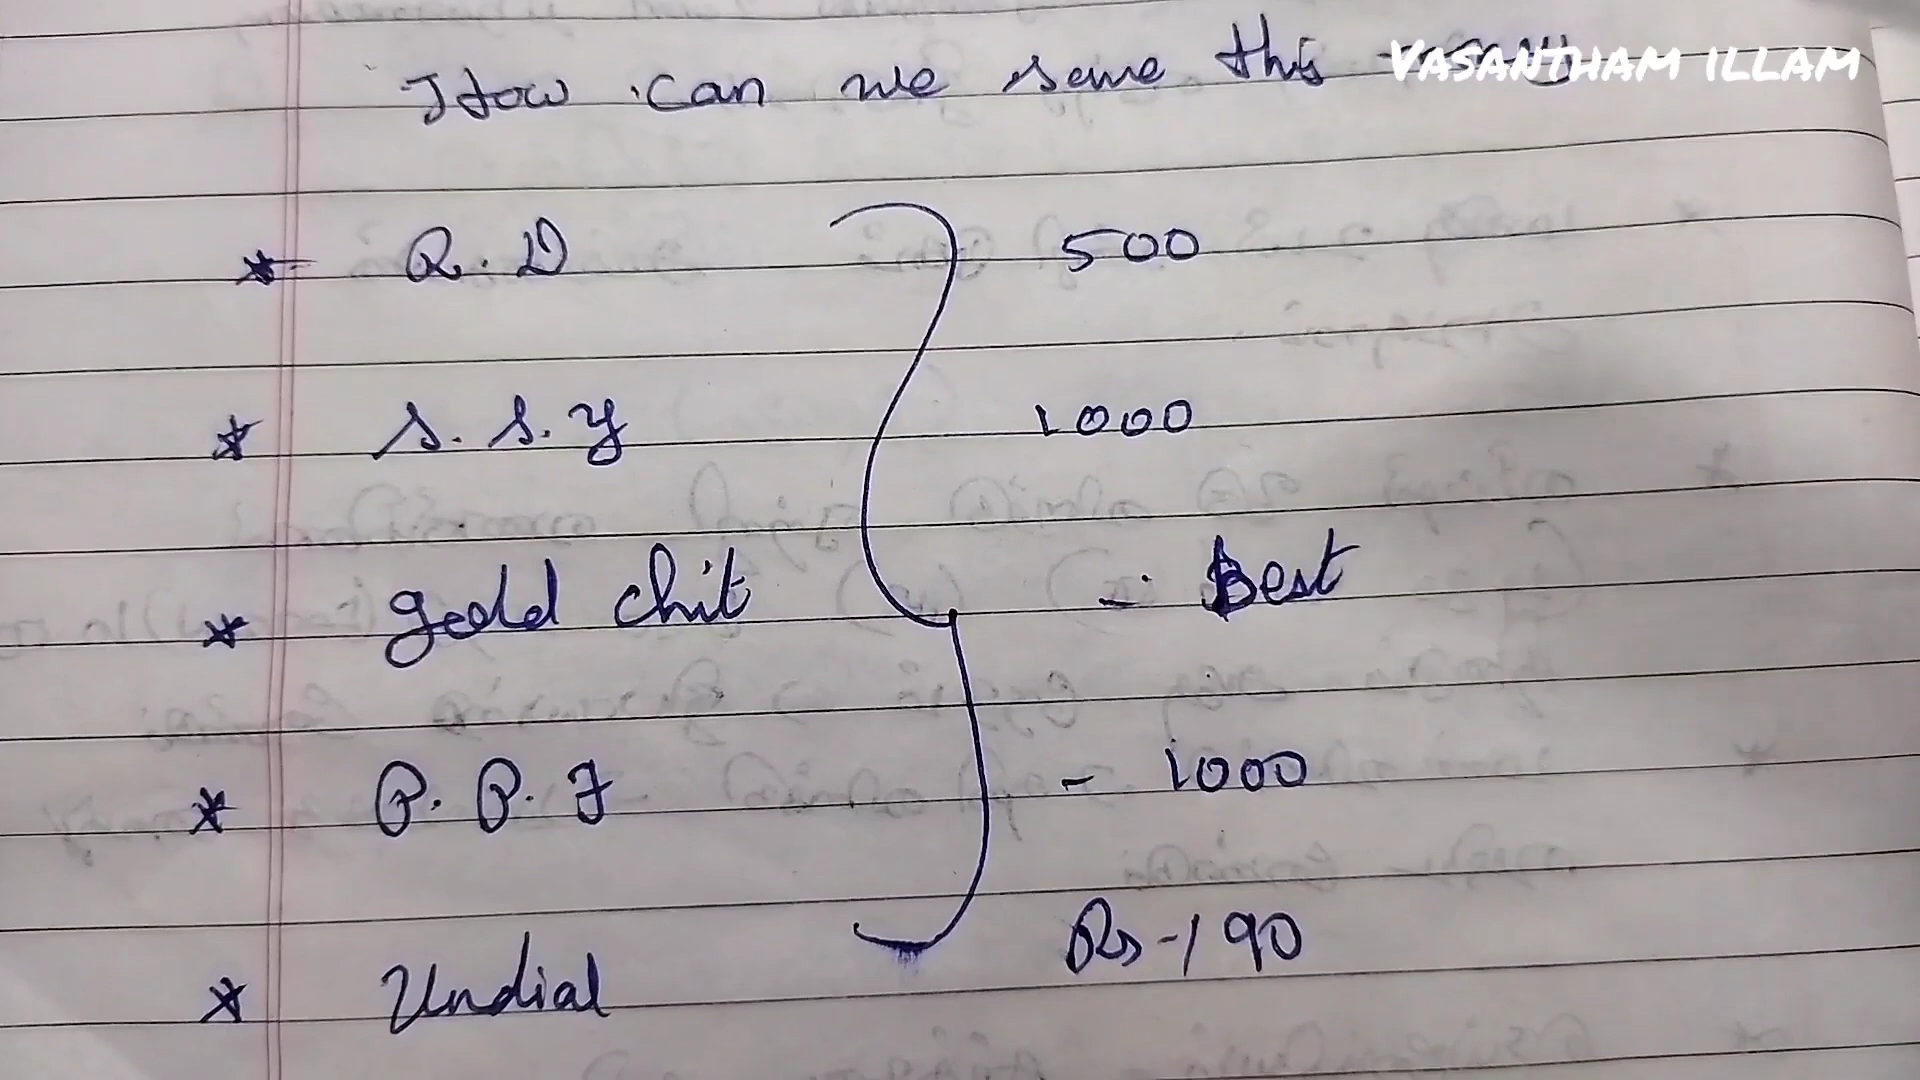 How can we save this
VASANTHAM ILLAM
* R.D 500
* S.S.Y 1000
* gold chit - Best
* P.P.F - 1000
* Undial Rs-190